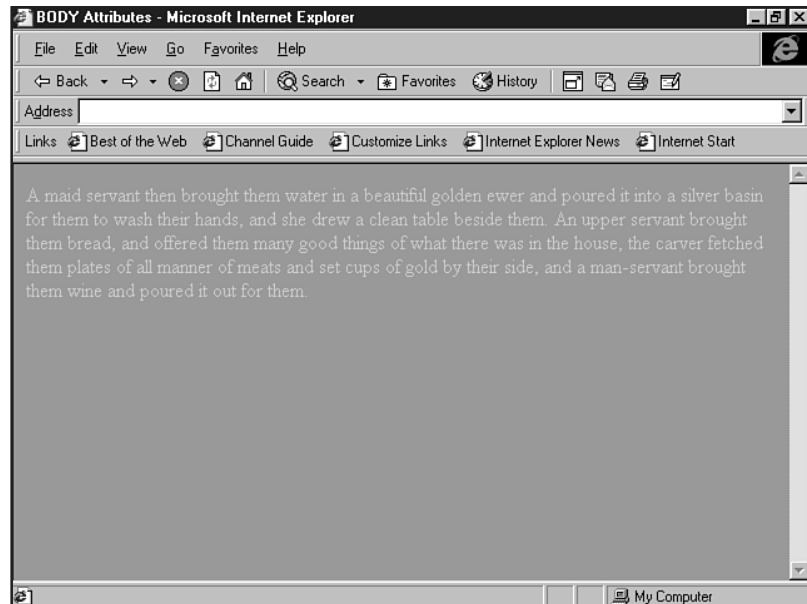 BODY Attributes - Microsoft Internet Explorer
File Edit View Go Favorites Help
Back Search Favorites History
Address
Links Best of the Web Channel Guide Customize Links Internet Explorer News Internet Start
A maid servant then brought them water in a beautiful golden ewer and poured it into a silver basin
for them to wash their hands, and she drew a clean table beside them. An upper servant brought
them bread, and offered them many good things of what there was in the house, the carver fetched
them plates of all manner of meats and set cups of gold by their side, and a man-servant brought
them wine and poured it out for them.
My Computer